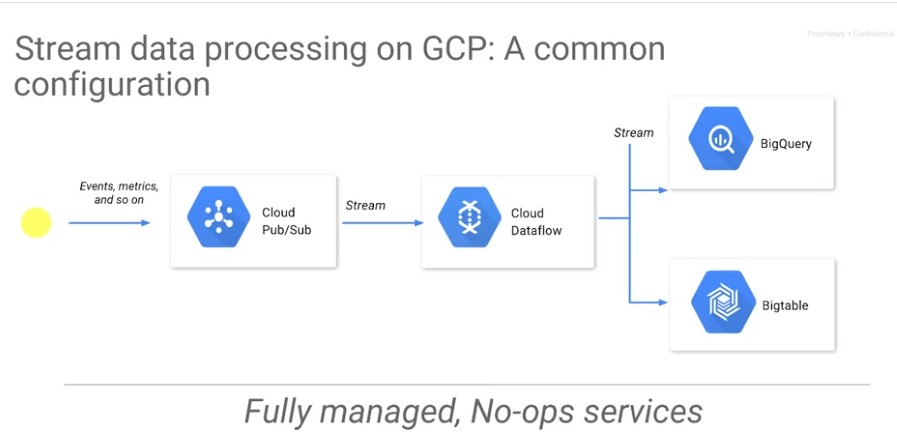 Proprietary + Confidential
Stream data processing on GCP: A common
configuration
Events, metrics,
and so on
Cloud
Pub/Sub
Stream
Cloud
Dataflow
Stream
BigQuery
Bigtable
Fully managed, No-ops services